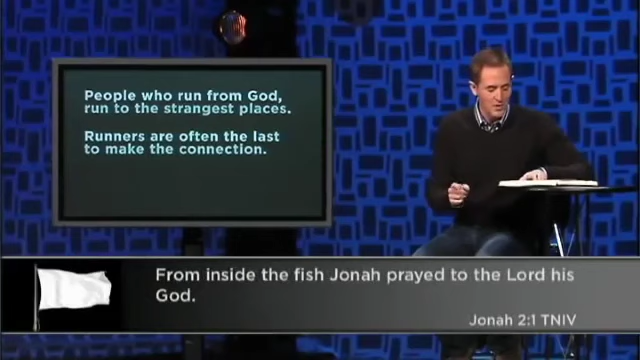 People who run from God,
run to the strangest places.
Runners are often the last
to make the connection.
From inside the fish Jonah prayed to the Lord his
God.
Jonah 2:1 TNIV